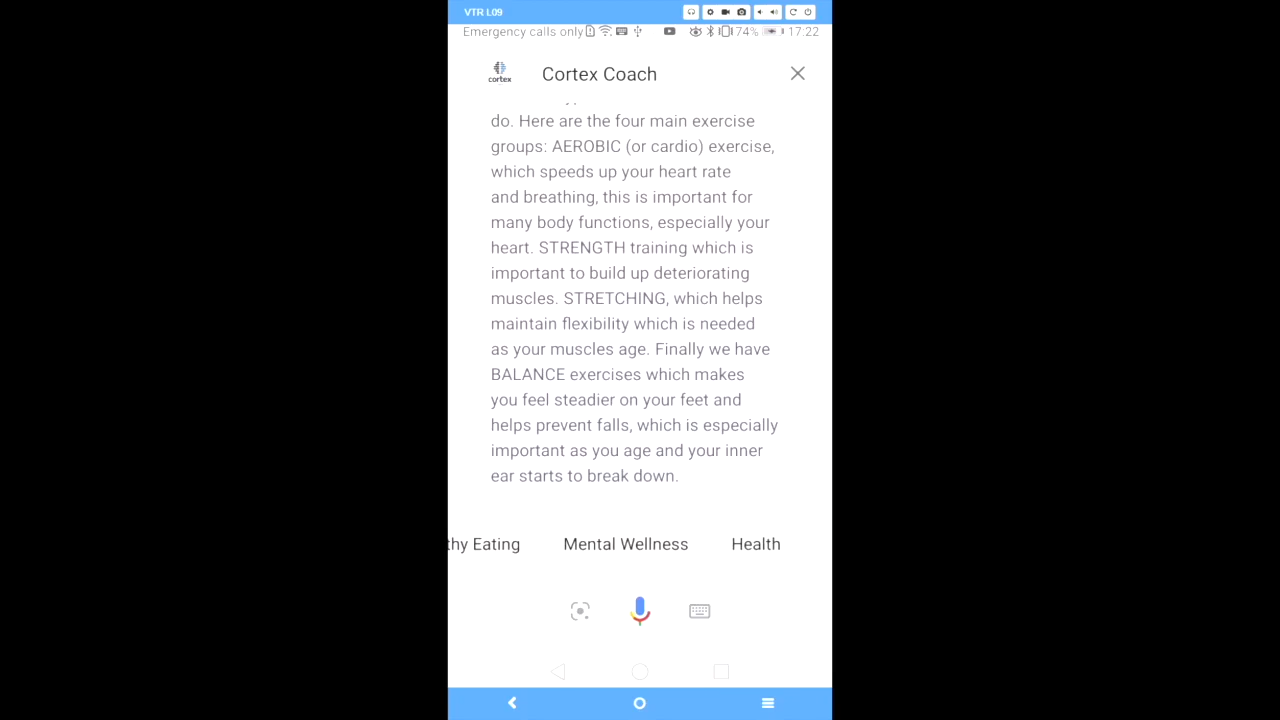 VTR L09
Emergency calls only 74% 17:22
cortex
Cortex Coach
do. Here are the four main exercise
groups: AEROBIC (or cardio) exercise,
which speeds up your heart rate
and breathing, this is important for
many body functions, especially your
heart. STRENGTH training which is
important to build up deteriorating
muscles. STRETCHING, which helps
maintain flexibility which is needed
as your muscles age. Finally we have
BALANCE exercises which makes
you feel steadier on your feet and
helps prevent falls, which is especially
important as you age and your inner
ear starts to break down.
thy Eating Mental Wellness Health